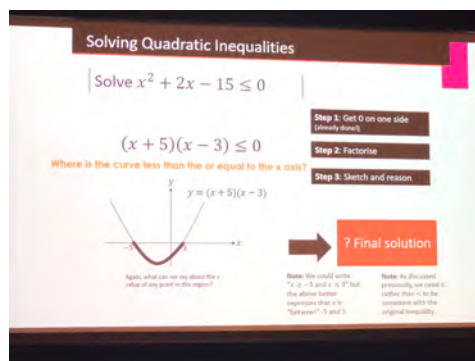 Solving Quadratic Inequalities
Solve x² + 2x − 15 ≤ 0
Step 1: Get 0 on one side
(already done!)
(x + 5)(x − 3) ≤ 0
Step 2: Factorise
Where is the curve less than the or equal to the x axis?
Step 3: Sketch and reason
y
y = (x + 5)(x − 3)
−5
3
x
? Final solution
Again, what can we say about the x
value of any point in this region?
Note: We could write
"x ≥ −5 and x ≤ 3" but
the above better
expresses that x is
"between" -5 and 3.
Note: As discussed
previously, we need ≤
rather than < to be
consistent with the
original inequality.